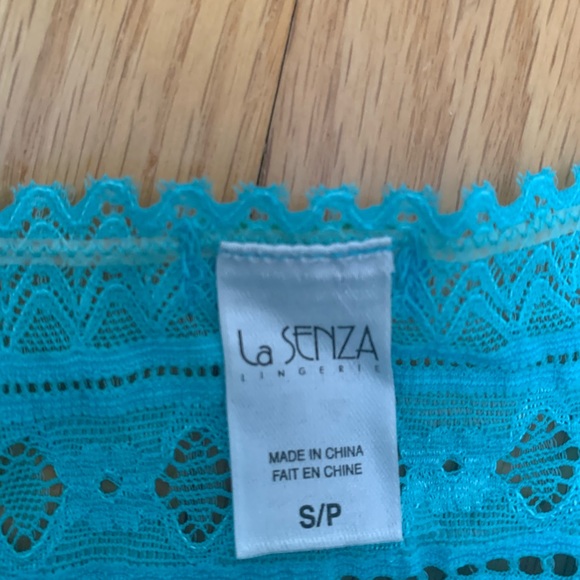 La SENZA
LINGERIE
MADE IN CHINA
FAIT EN CHINE
S/P